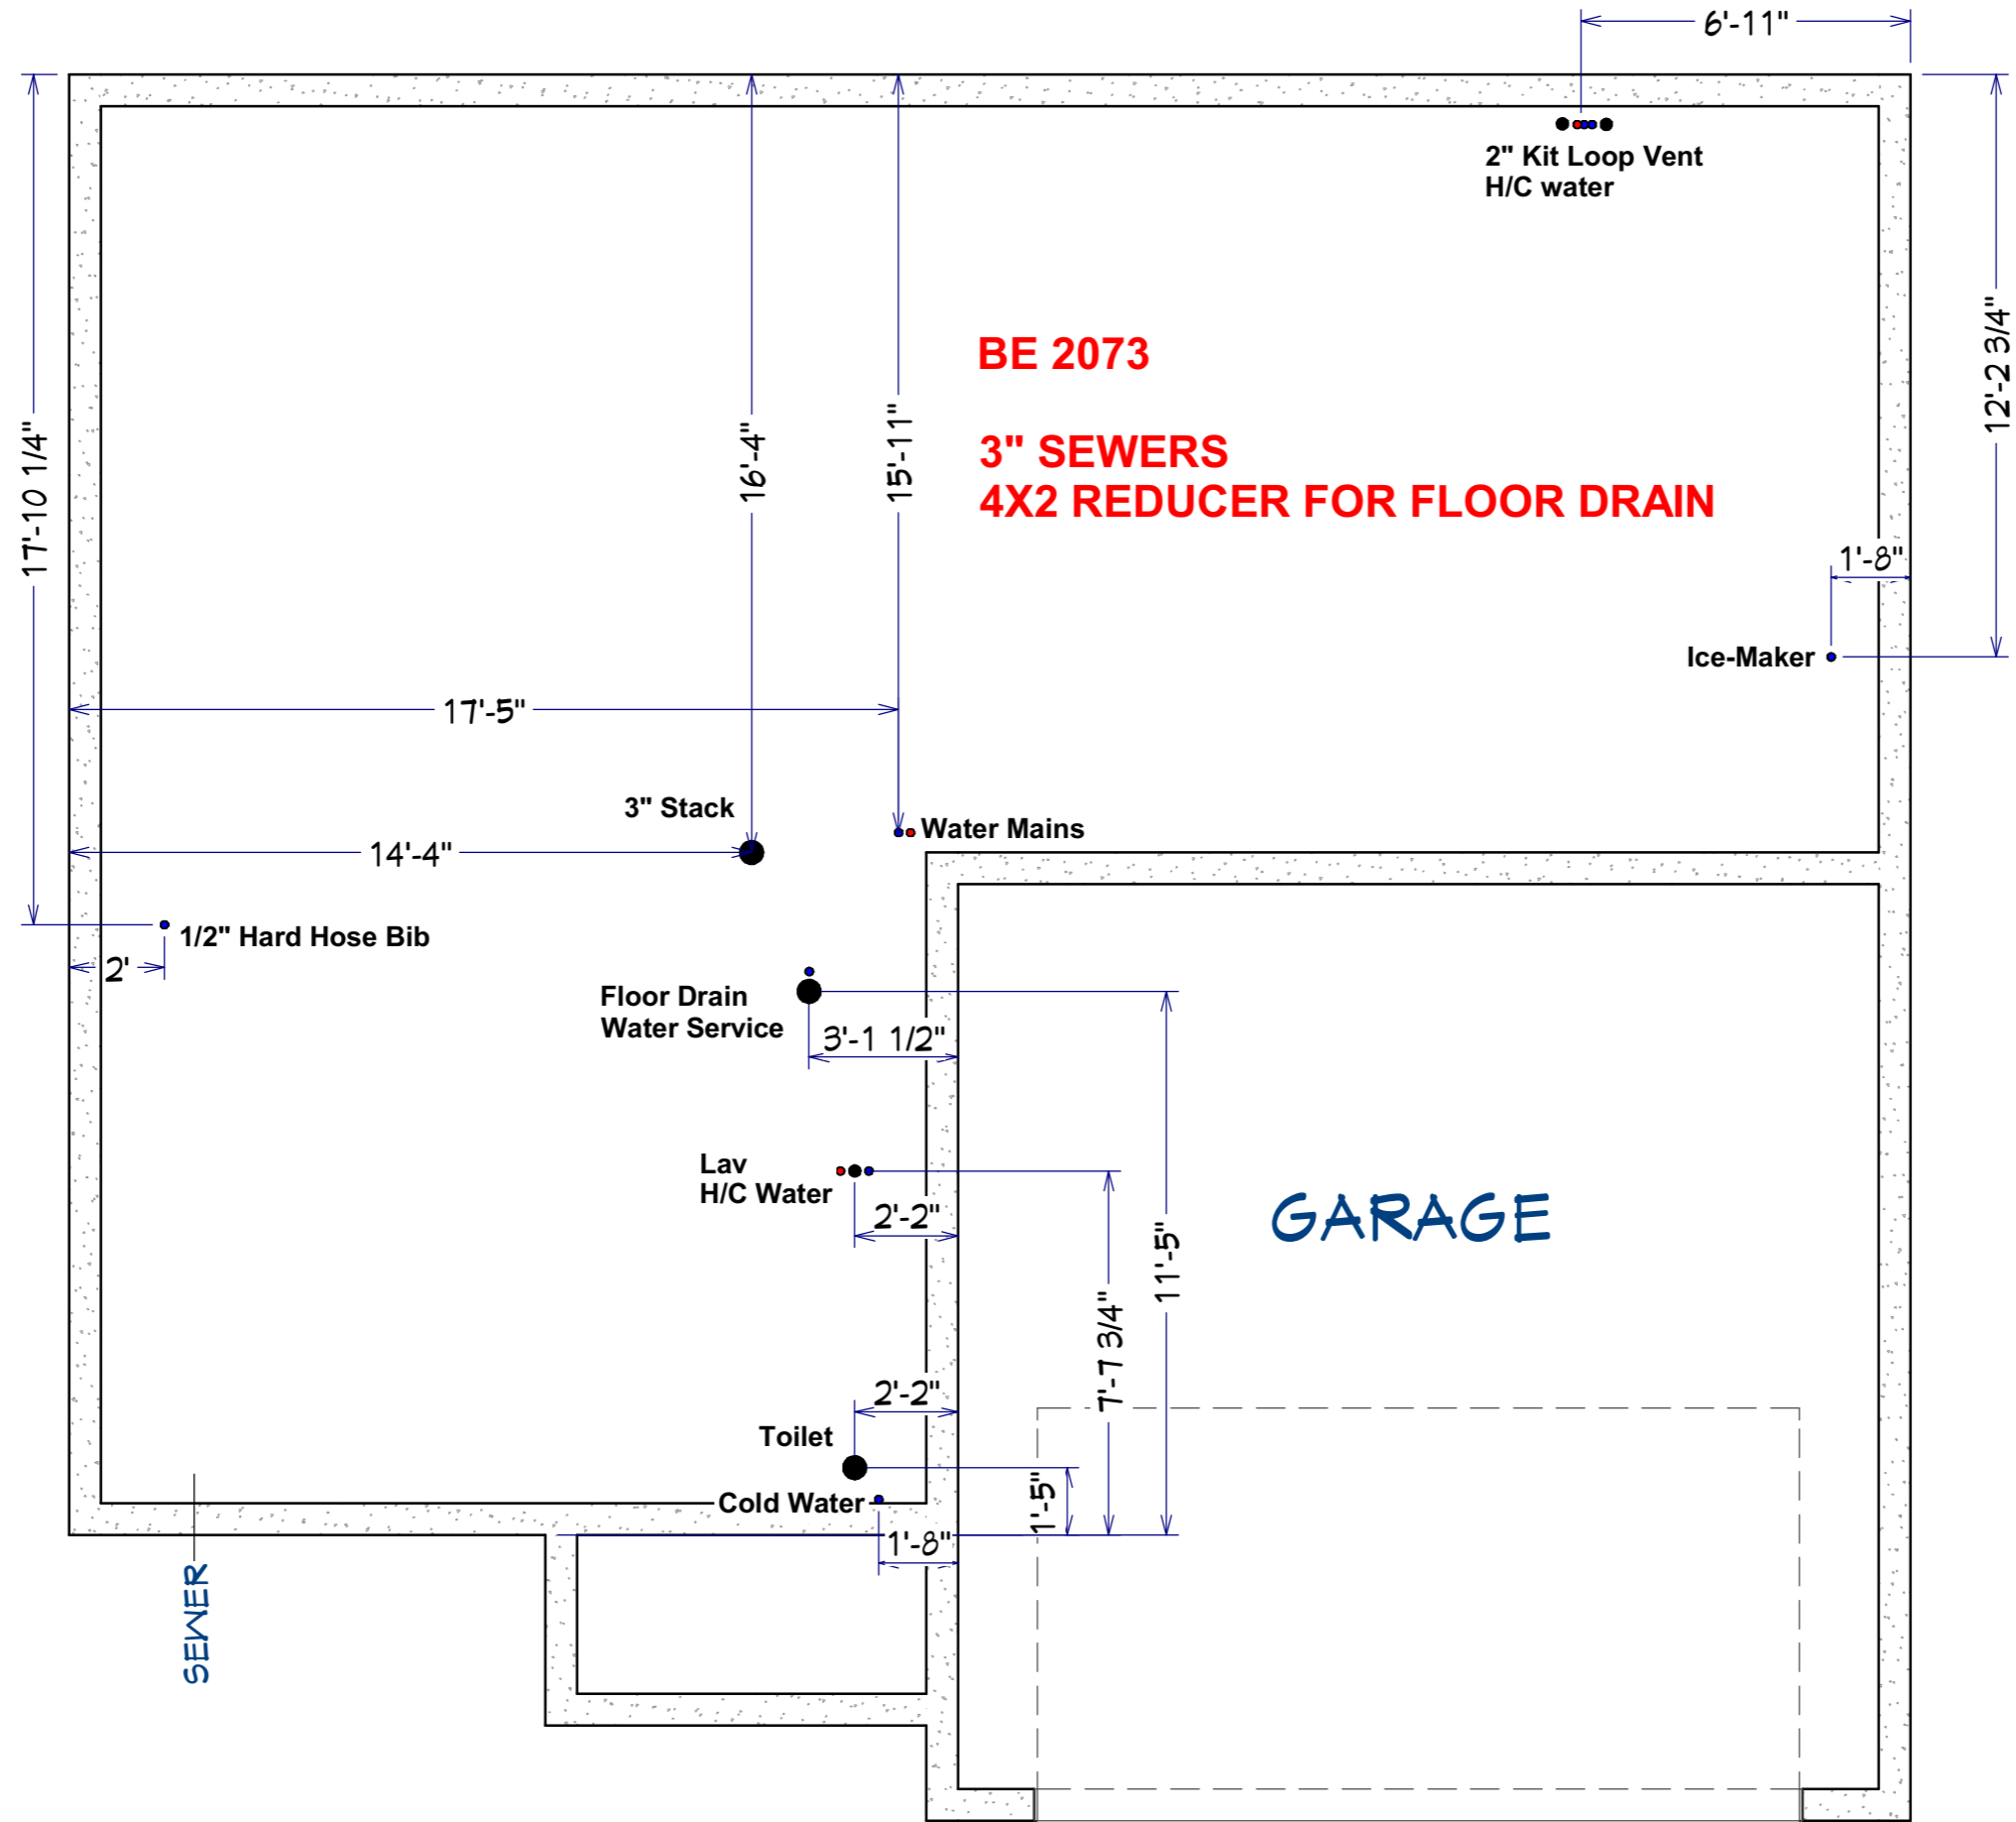 6'-11"
2" Kit Loop Vent
H/C water
BE 2073
12'-2 3/4"
17'-10 1/4"
16'-4"
15'-11"
3" SEWERS
4X2 REDUCER FOR FLOOR DRAIN
1'-8"
Ice-Maker
17'-5"
3" Stack
Water Mains
14'-4"
1/2" Hard Hose Bib
2'
Floor Drain
Water Service
3'-1 1/2"
Lav
H/C Water
2'-2"
GARAGE
11'-5"
7'-7 3/4"
2'-2"
Toilet
1'-5"
Cold Water
1'-8"
SEWER